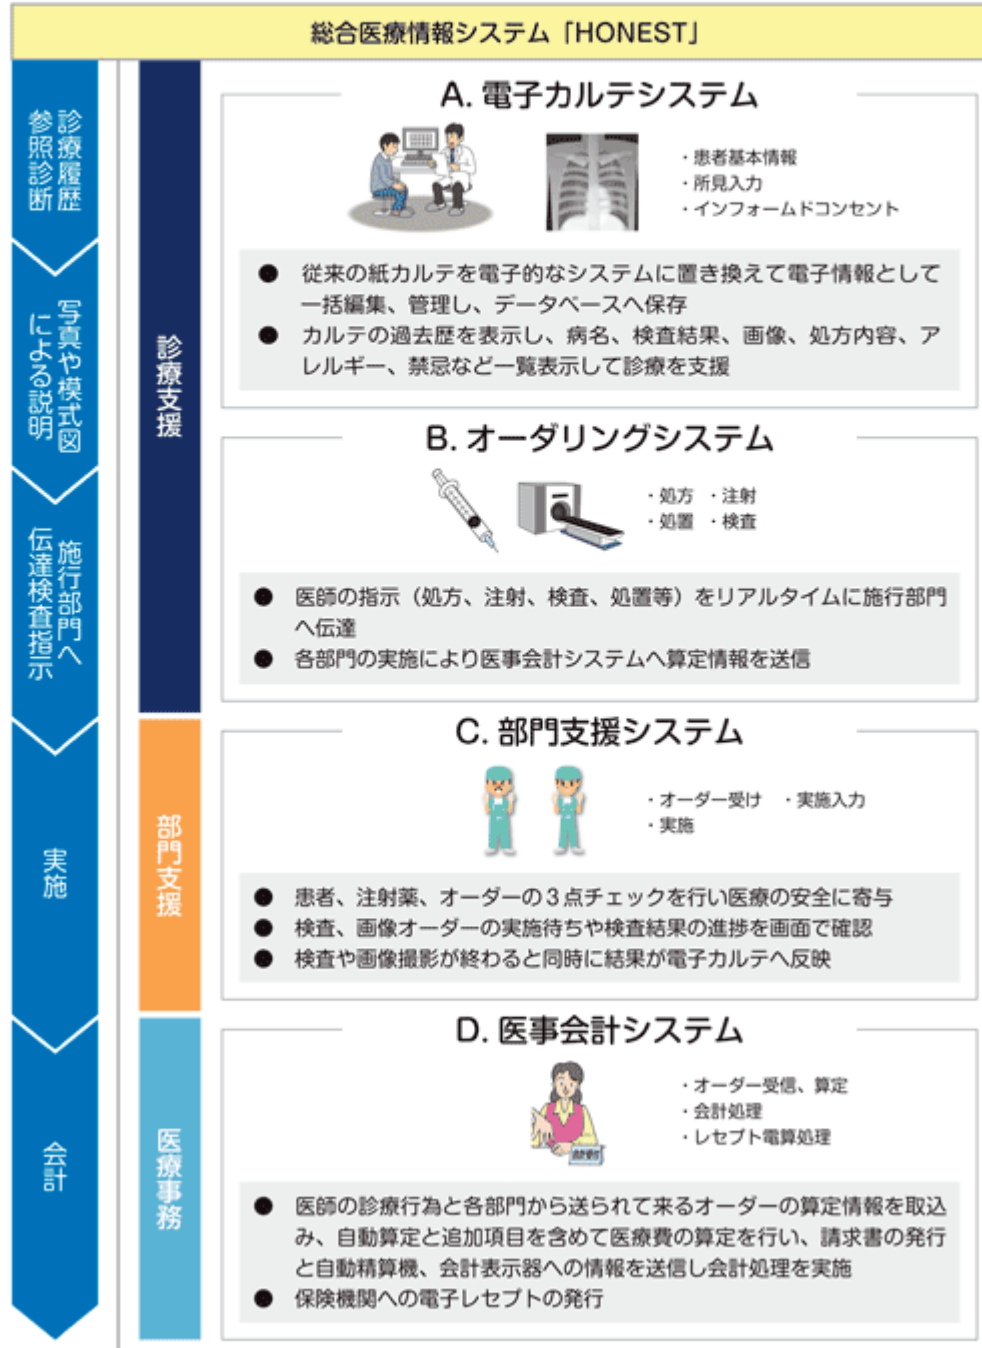 総合医療情報システム「HONEST」
診療履歴
参照診断
写真や模式図
による説明
施行部門へ
伝達検査指示
実施
会計
診療支援
部門支援
医療事務
A. 電子カルテシステム
・患者基本情報
・所見入力
・インフォームドコンセント
● 従来の紙カルテを電子的なシステムに置き換えて電子情報として
一括編集、管理し、データベースへ保存
● カルテの過去歴を表示し、病名、検査結果、画像、処方内容、ア
レルギー、禁忌など一覧表示して診療を支援
B. オーダリングシステム
・処方 ・注射
・処置 ・検査
● 医師の指示（処方、注射、検査、処置等）をリアルタイムに施行部門
へ伝達
● 各部門の実施により医事会計システムへ算定情報を送信
C. 部門支援システム
・オーダー受け ・実施入力
・実施
● 患者、注射薬、オーダーの３点チェックを行い医療の安全に寄与
● 検査、画像オーダーの実施待ちや検査結果の進捗を画面で確認
● 検査や画像撮影が終わると同時に結果が電子カルテへ反映
D. 医事会計システム
・オーダー受信、算定
・会計処理
・レセプト電算処理
● 医師の診療行為と各部門から送られて来るオーダーの算定情報を取込
み、自動算定と追加項目を含めて医療費の算定を行い、請求書の発行
と自動精算機、会計表示器への情報を送信し会計処理を実施
● 保険機関への電子レセプトの発行